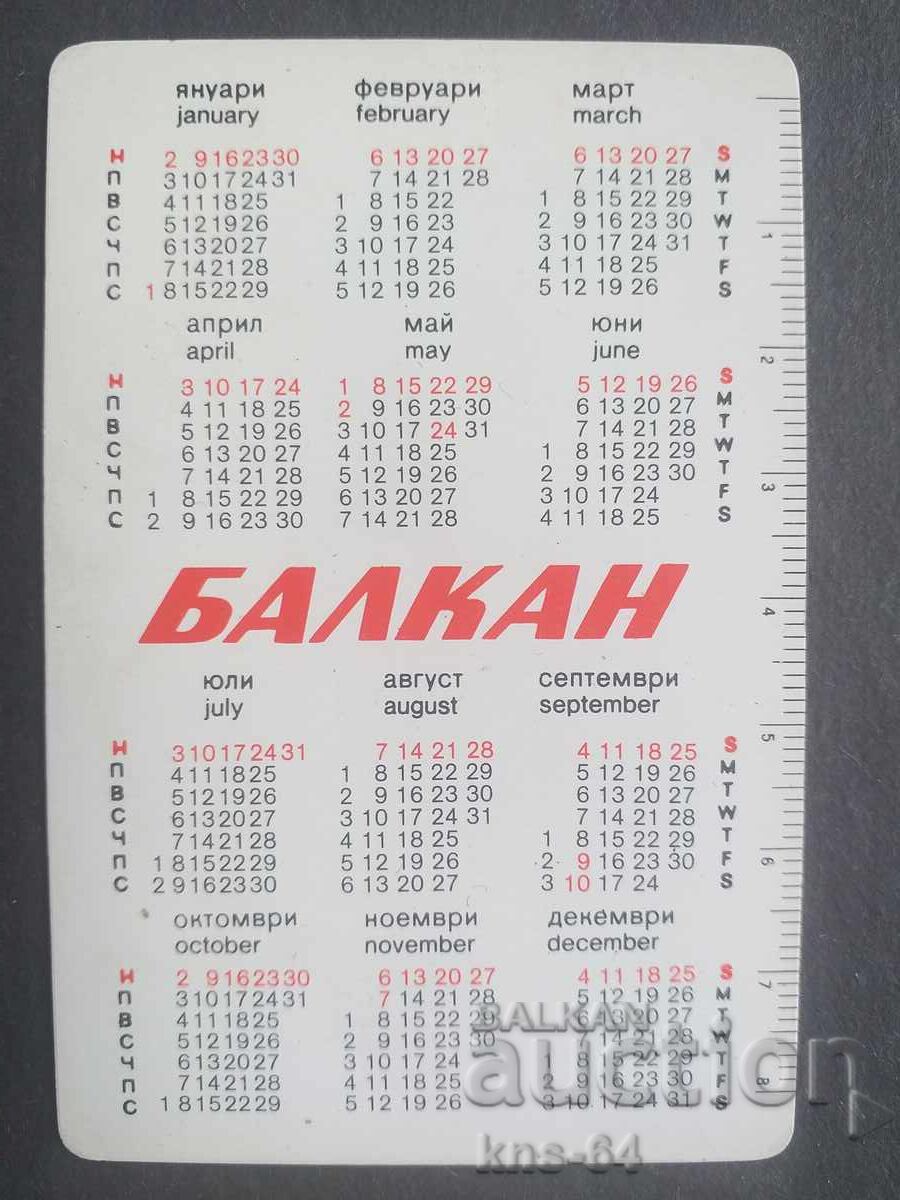 януари февруари март
january february march
Н 2 9 16 23 30 6 13 20 27 6 13 20 27 S
П 3 10 17 24 31 7 14 21 28 7 14 21 28 M
В 4 11 18 25 1 8 15 22 1 8 15 22 29 T
С 5 12 19 26 2 9 16 23 2 9 16 23 30 W
Ч 6 13 20 27 3 10 17 24 3 10 17 24 31 T
П 7 14 21 28 4 11 18 25 4 11 18 25 F
С 1 8 15 22 29 5 12 19 26 5 12 19 26 S
април май юни
april may june
Н 3 10 17 24 1 8 15 22 29 5 12 19 26 S
П 4 11 18 25 2 9 16 23 30 6 13 20 27 M
В 5 12 19 26 3 10 17 24 31 7 14 21 28 T
С 6 13 20 27 4 11 18 25 1 8 15 22 29 W
Ч 7 14 21 28 5 12 19 26 2 9 16 23 30 T
П 1 8 15 22 29 6 13 20 27 3 10 17 24 F
С 2 9 16 23 30 7 14 21 28 4 11 18 25 S
БАЛКАН
юли август септември
july august september
Н 3 10 17 24 31 7 14 21 28 4 11 18 25 S
П 4 11 18 25 1 8 15 22 29 5 12 19 26 M
В 5 12 19 26 2 9 16 23 30 6 13 20 27 T
С 6 13 20 27 3 10 17 24 31 7 14 21 28 W
Ч 7 14 21 28 4 11 18 25 1 8 15 22 29 T
П 1 8 15 22 29 5 12 19 26 2 9 16 23 30 F
С 2 9 16 23 30 6 13 20 27 3 10 17 24 S
октомври ноември декември
october november december
Н 2 9 16 23 30 6 13 20 27 4 11 18 25 S
П 3 10 17 24 31 7 14 21 28 5 12 19 26 M
В 4 11 18 25 1 8 15 22 29 6 13 20 27 T
С 5 12 19 26 2 9 16 23 30 7 14 21 28 W
Ч 6 13 20 27 3 10 17 24 1 8 15 22 29 T
П 7 14 21 28 4 11 18 25 2 9 16 23 30 F
С 1 8 15 22 29 5 12 19 26 3 10 17 24 31 S
1
2
3
4
5
6
7
8
BALKAN
auction
kns-64